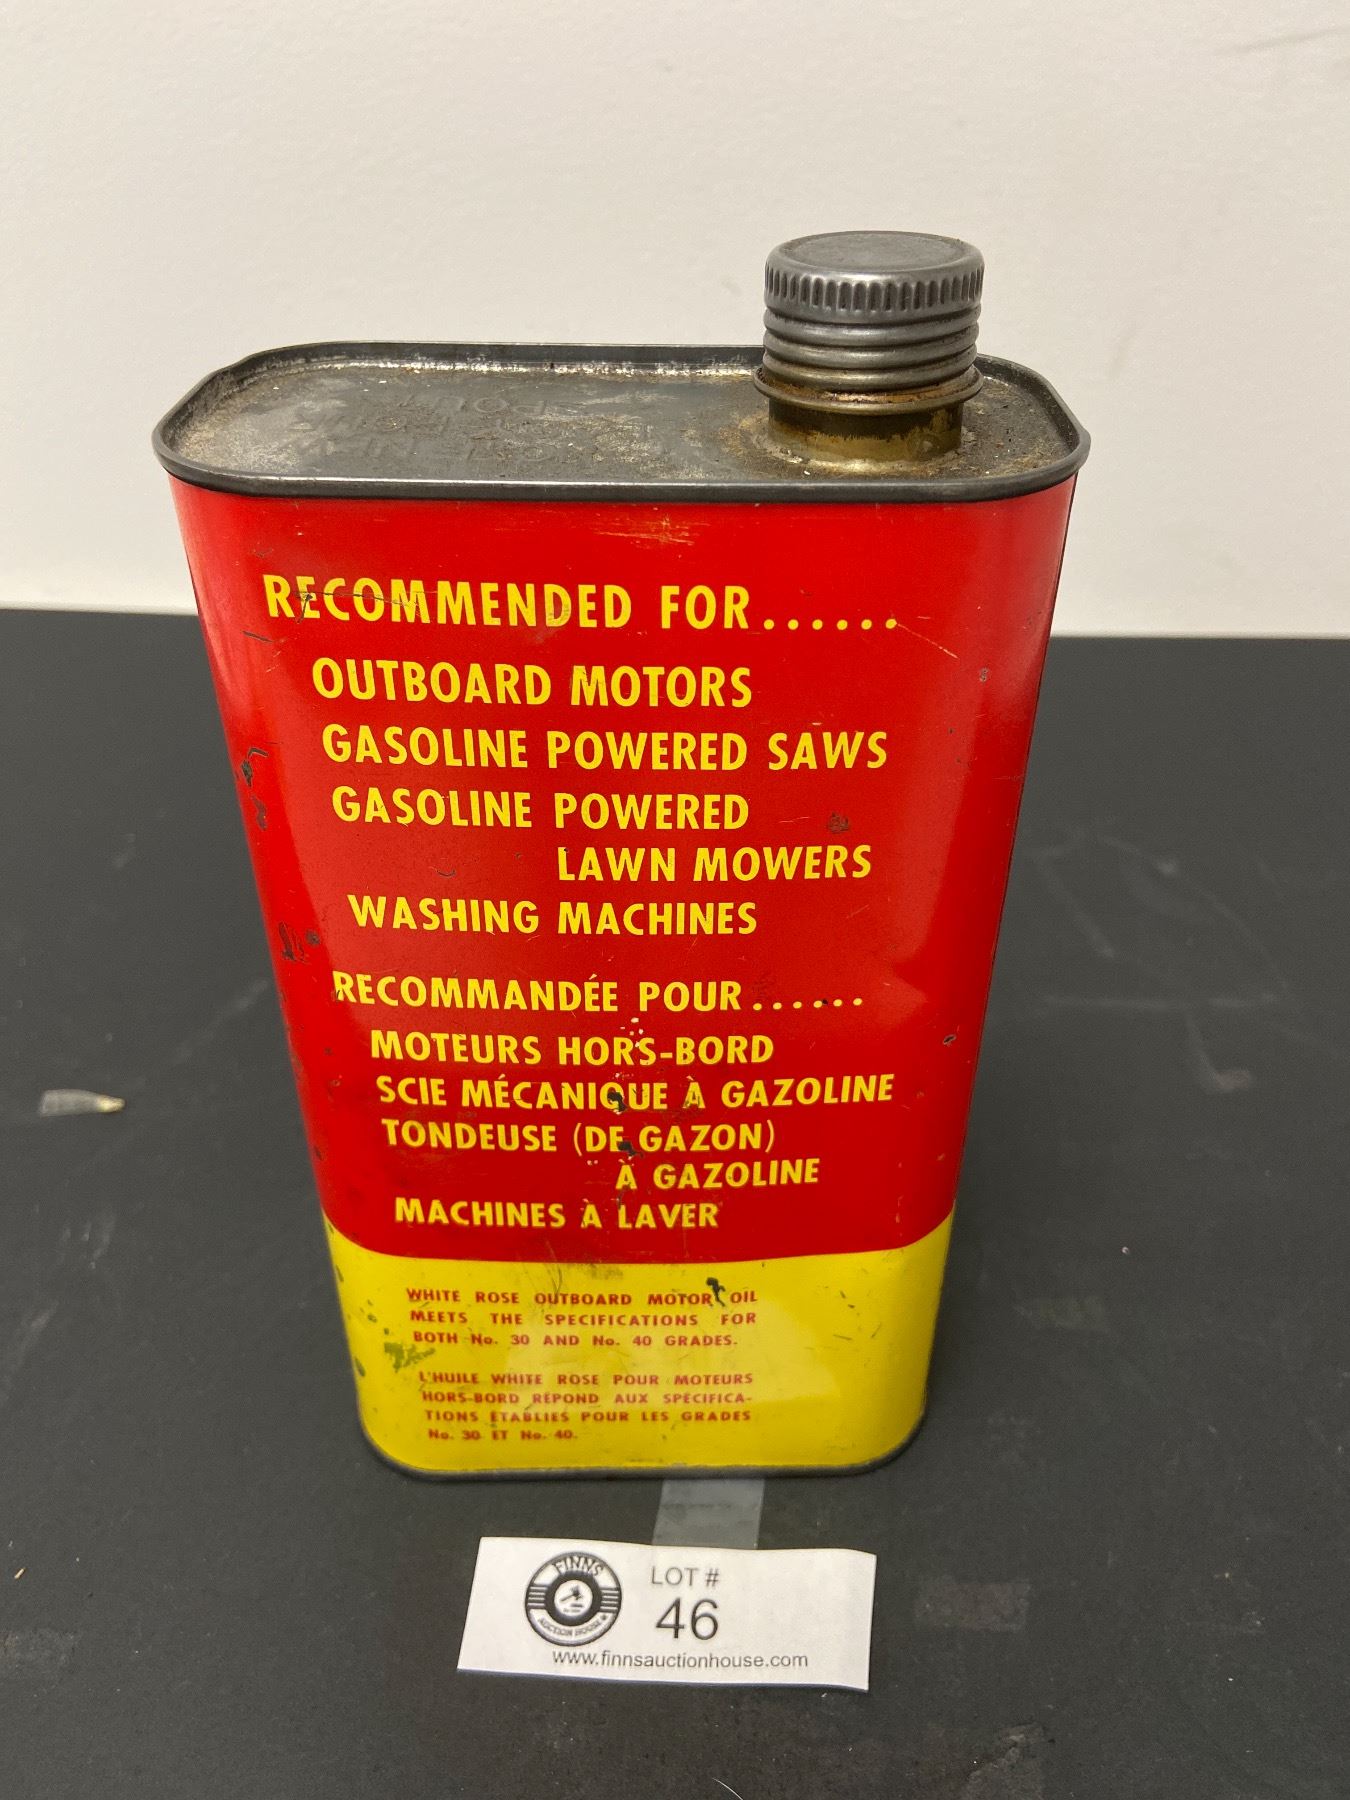 RECOMMENDED FOR......
OUTBOARD MOTORS
GASOLINE POWERED SAWS
GASOLINE POWERED
LAWN MOWERS
WASHING MACHINES
RECOMMANDÉE POUR......
MOTEURS HORS-BORD
SCIE MÉCANIQUE À GAZOLINE
TONDEUSE (DE GAZON)
À GAZOLINE
MACHINES À LAVER
WHITE ROSE OUTBOARD MOTOR OIL
MEETS THE SPECIFICATIONS FOR
BOTH No. 30 AND No. 40 GRADES.
L'HUILE WHITE ROSE POUR MOTEURS
HORS-BORD RÉPOND AUX SPÉCIFICA-
TIONS ÉTABLIES POUR LES GRADES
No. 30 ET No. 40.
FINNS
AUCTION HOUSE
LOT #
46
www.finnsauctionhouse.com